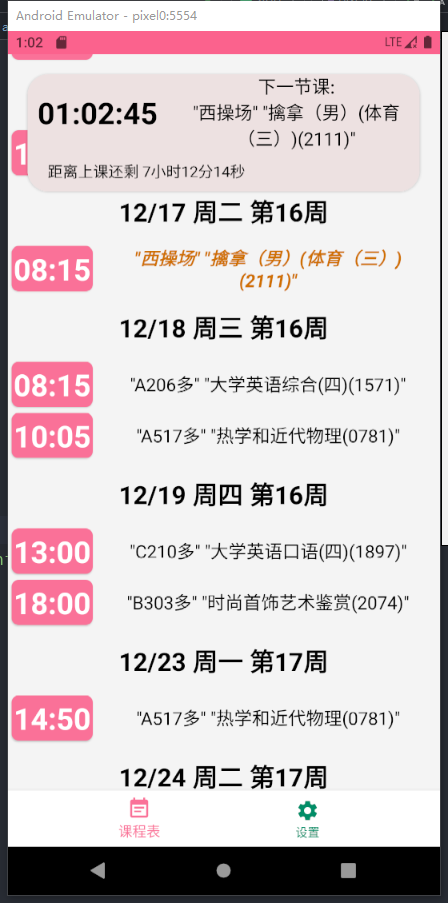 Android Emulator - pixel0:5554
1:02
LTE
下一节课:
01:02:45
"西操场" "擒拿（男）(体育
（三）)(2111)"
距离上课还剩 7小时12分14秒
12/17 周二 第16周
08:15
"西操场" "擒拿（男）(体育（三）)
(2111)"
12/18 周三 第16周
08:15
"A206多" "大学英语综合(四)(1571)"
10:05
"A517多" "热学和近代物理(0781)"
12/19 周四 第16周
13:00
"C210多" "大学英语口语(四)(1897)"
18:00
"B303多" "时尚首饰艺术鉴赏(2074)"
12/23 周一 第17周
14:50
"A517多" "热学和近代物理(0781)"
12/24 周二 第17周
课程表
设置